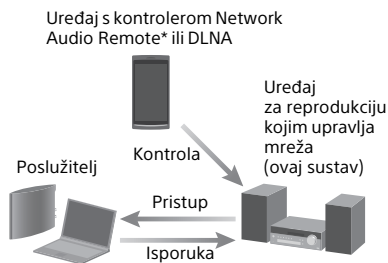 Uređaj s kontrolerom Network
Audio Remote* ili DLNA
Uređaj
za reprodukciju
kojim upravlja
mreža
(ovaj sustav)
Kontrola
Poslužitelj
Pristup
Isporuka